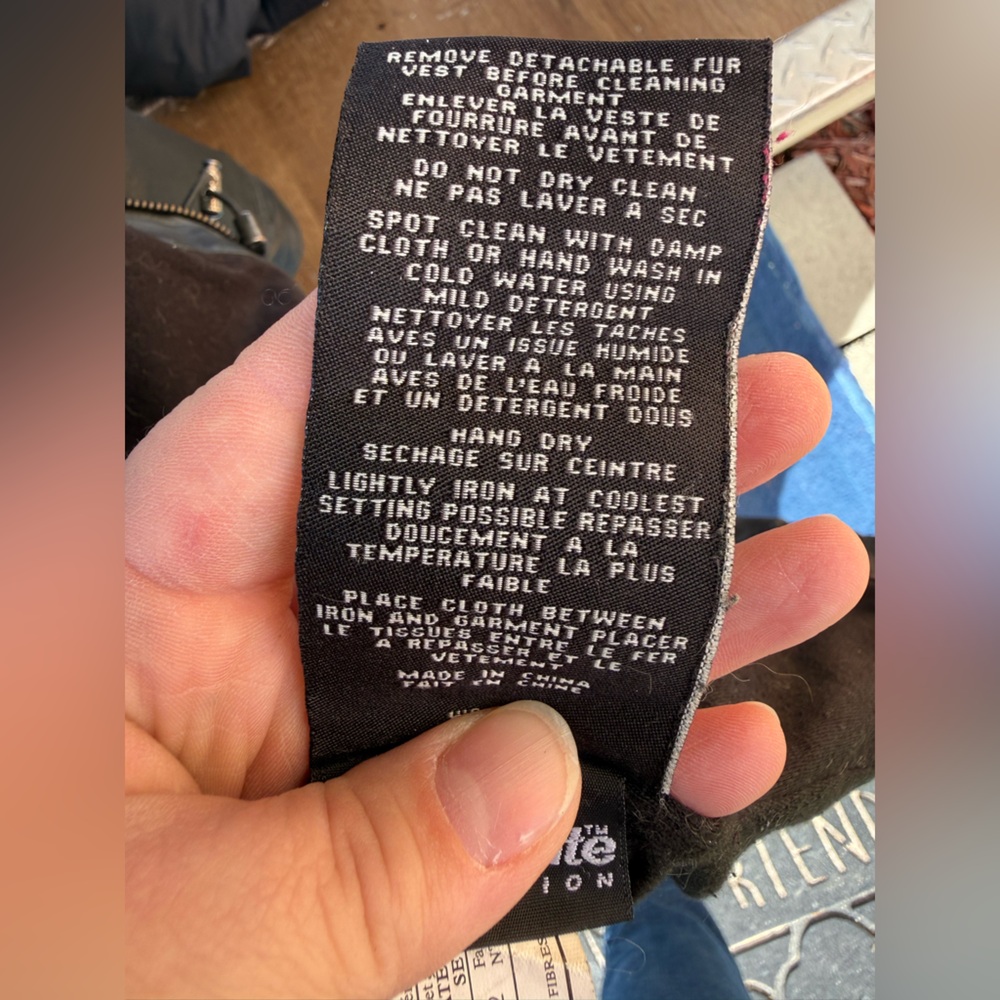 REMOVE DETACHABLE FUR
VEST BEFORE CLEANING
GARMENT
ENLEVER LA VESTE DE
FOURRURE AVANT DE
NETTOYER LE VETEMENT
DO NOT DRY CLEAN
NE PAS LAVER A SEC
SPOT CLEAN WITH DAMP
CLOTH OR HAND WASH IN
COLD WATER USING
MILD DETERGENT
NETTOYER LES TACHES
AVES UN ISSUE HUMIDE
OU LAVER A LA MAIN
AVES DE L'EAU FROIDE
ET UN DETERGENT DOUS
HANG DRY
SECHAGE SUR CEINTRE
LIGHTLY IRON AT COOLEST
SETTING POSSIBLE REPASSER
DOUCEMENT A LA
TEMPERATURE LA PLUS
FAIBLE
PLACE CLOTH BETWEEN
IRON AND GARMENT PLACER
LE TISSUES ENTRE LE FER
A REPASSER ET LE
VETEMENT
MADE IN CHINA
FAIT EN CHINE
TM
FIBRES